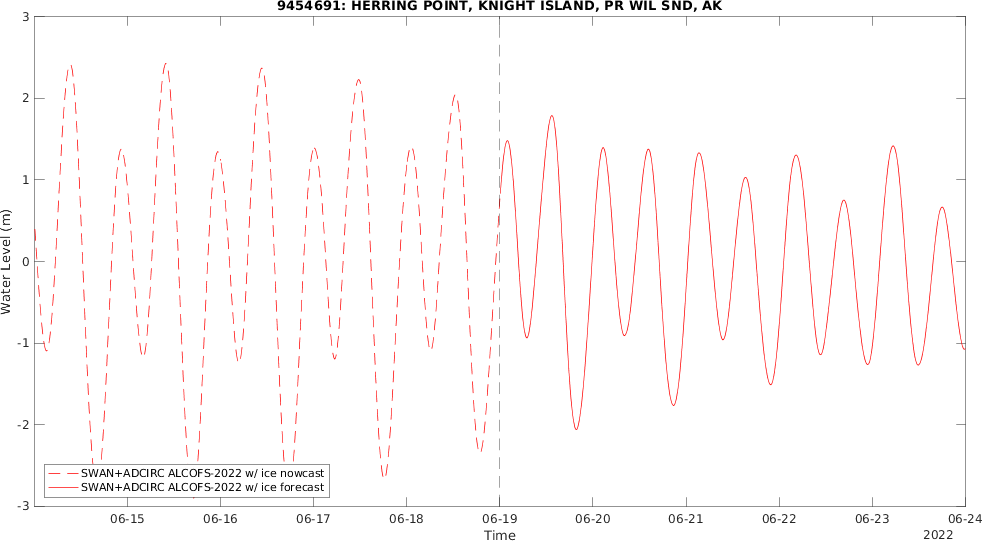 9454691: HERRING POINT, KNIGHT ISLAND, PR WIL SND, AK
3
2
1
0
-1
-2
-3
Water Level (m)
SWAN+ADCIRC ALCOFS-2022 w/ ice nowcast
SWAN+ADCIRC ALCOFS-2022 w/ ice forecast
06-15 06-16 06-17 06-18 06-19 06-20 06-21 06-22 06-23 06-24
Time
2022